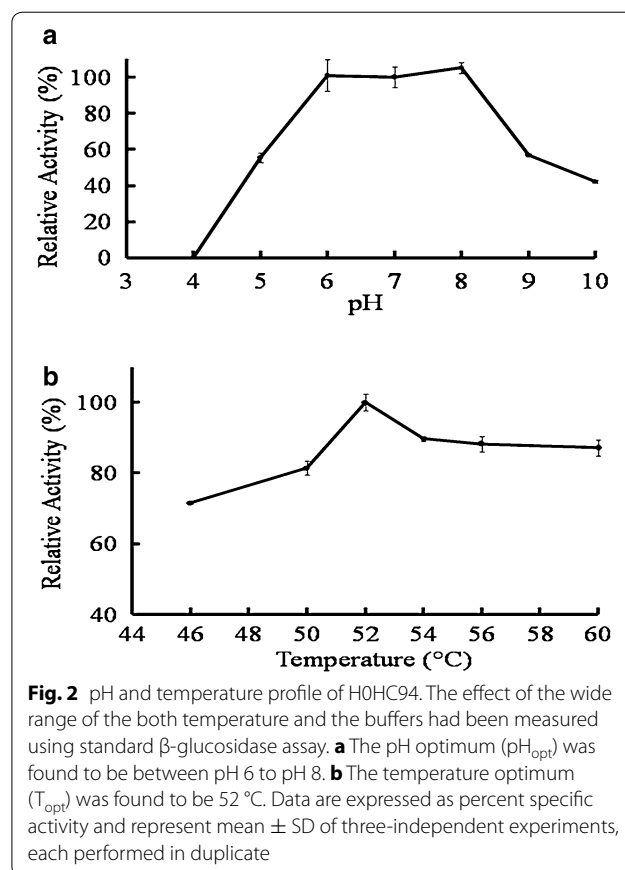 a
Relative Activity (%)
100
80
60
40
20
0
3 4 5 6 7 8 9 10
pH
b
Relative Activity (%)
100
80
60
40
44 46 48 50 52 54 56 58 60
Temperature (°C)
Fig. 2 pH and temperature profile of H0HC94. The effect of the wide
range of the both temperature and the buffers had been measured
using standard β-glucosidase assay. a The pH optimum (pHopt) was
found to be between pH 6 to pH 8. b The temperature optimum
(Topt) was found to be 52 °C. Data are expressed as percent specific
activity and represent mean ± SD of three-independent experiments,
each performed in duplicate